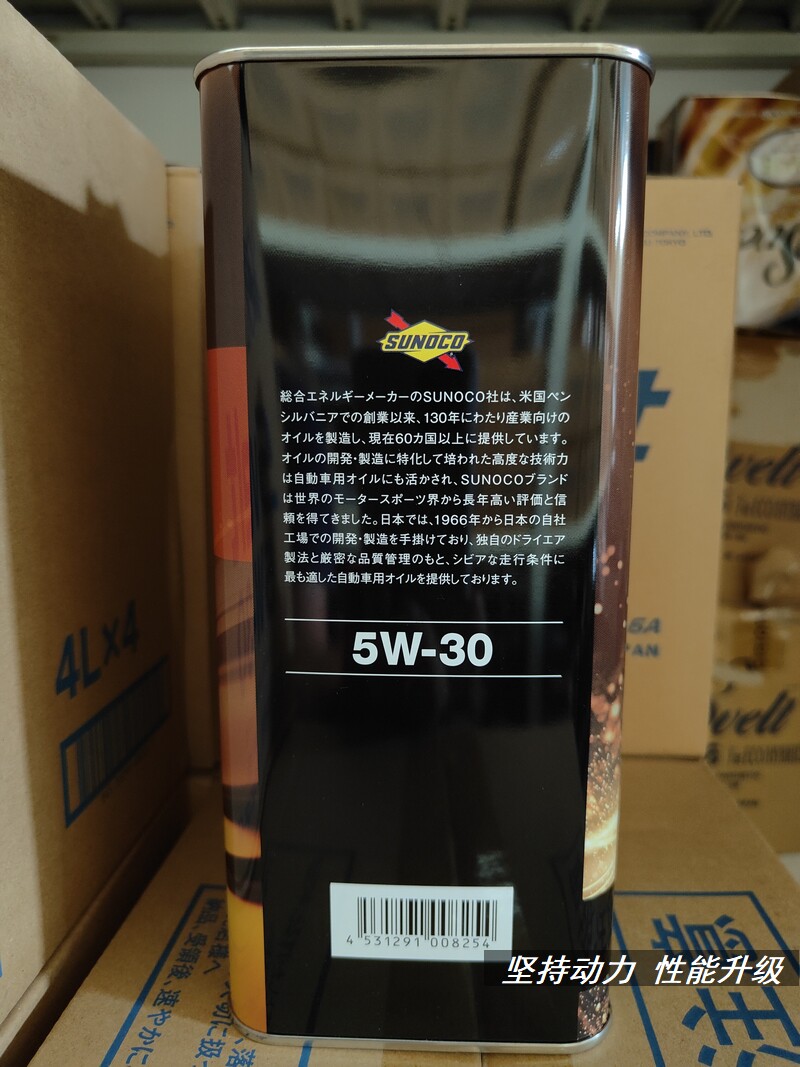 SUNOCO
総合エネルギーメーカーのSUNOCO社は、米国ペン
シルバニアでの創業以来、130年にわたり産業向けの
オイルを製造し、現在60カ国以上に提供しています。
オイルの開発・製造に特化して培われた高度な技術力
は自動車用オイルにも活かされ、SUNOCOブランド
は世界のモータースポーツ界から長年高い評価と信
頼を得てきました。日本では、1966年から日本の自社
工場での開発・製造を手掛けており、独自のドライエア
製法と厳密な品質管理のもと、シビアな走行条件に
最も適した自動車用オイルを提供しております。
5W-30
4 531291 008254
4L×4
坚持动力 性能升级